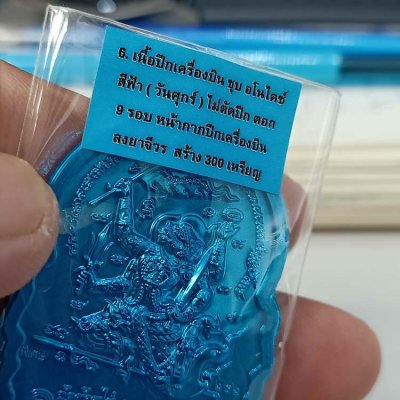 6. เนื้อปีกเครื่องบิน ชุบ อโนไดซ์
สีฟ้า ( วันศุกร์ ) ไม่ตัดปีก ตอก
9 รอบ หน้ากากปีกเครื่องบิน
ลงยาจีวร สร้าง 300 เหรียญ